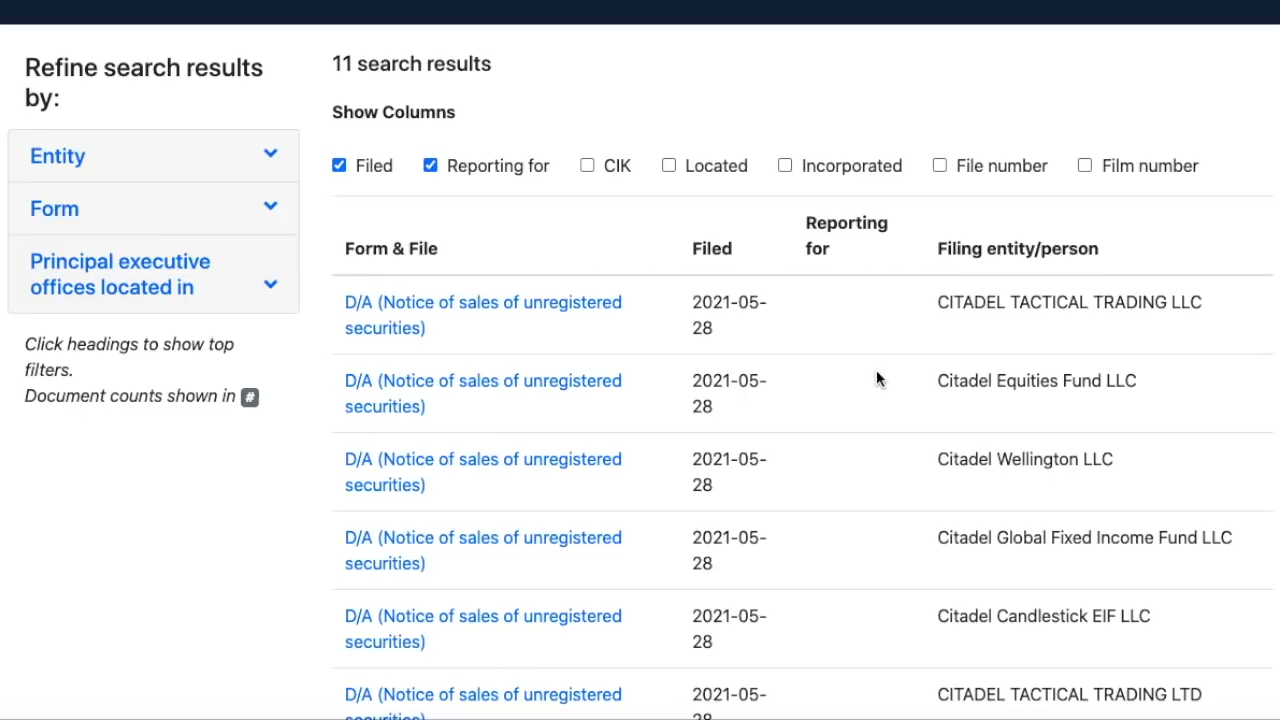 Refine search results
by:
Entity
Form
Principal executive
offices located in
Click headings to show top
filters.
Document counts shown in #
11 search results
Show Columns
Filed Reporting for CIK Located Incorporated File number Film number
Form & File Filed Reporting for Filing entity/person
D/A (Notice of sales of unregistered 2021-05- CITADEL TACTICAL TRADING LLC
securities) 28
D/A (Notice of sales of unregistered 2021-05- Citadel Equities Fund LLC
securities) 28
D/A (Notice of sales of unregistered 2021-05- Citadel Wellington LLC
securities) 28
D/A (Notice of sales of unregistered 2021-05- Citadel Global Fixed Income Fund LLC
securities) 28
D/A (Notice of sales of unregistered 2021-05- Citadel Candlestick EIF LLC
securities) 28
D/A (Notice of sales of unregistered 2021-05- CITADEL TACTICAL TRADING LTD
securities) 28